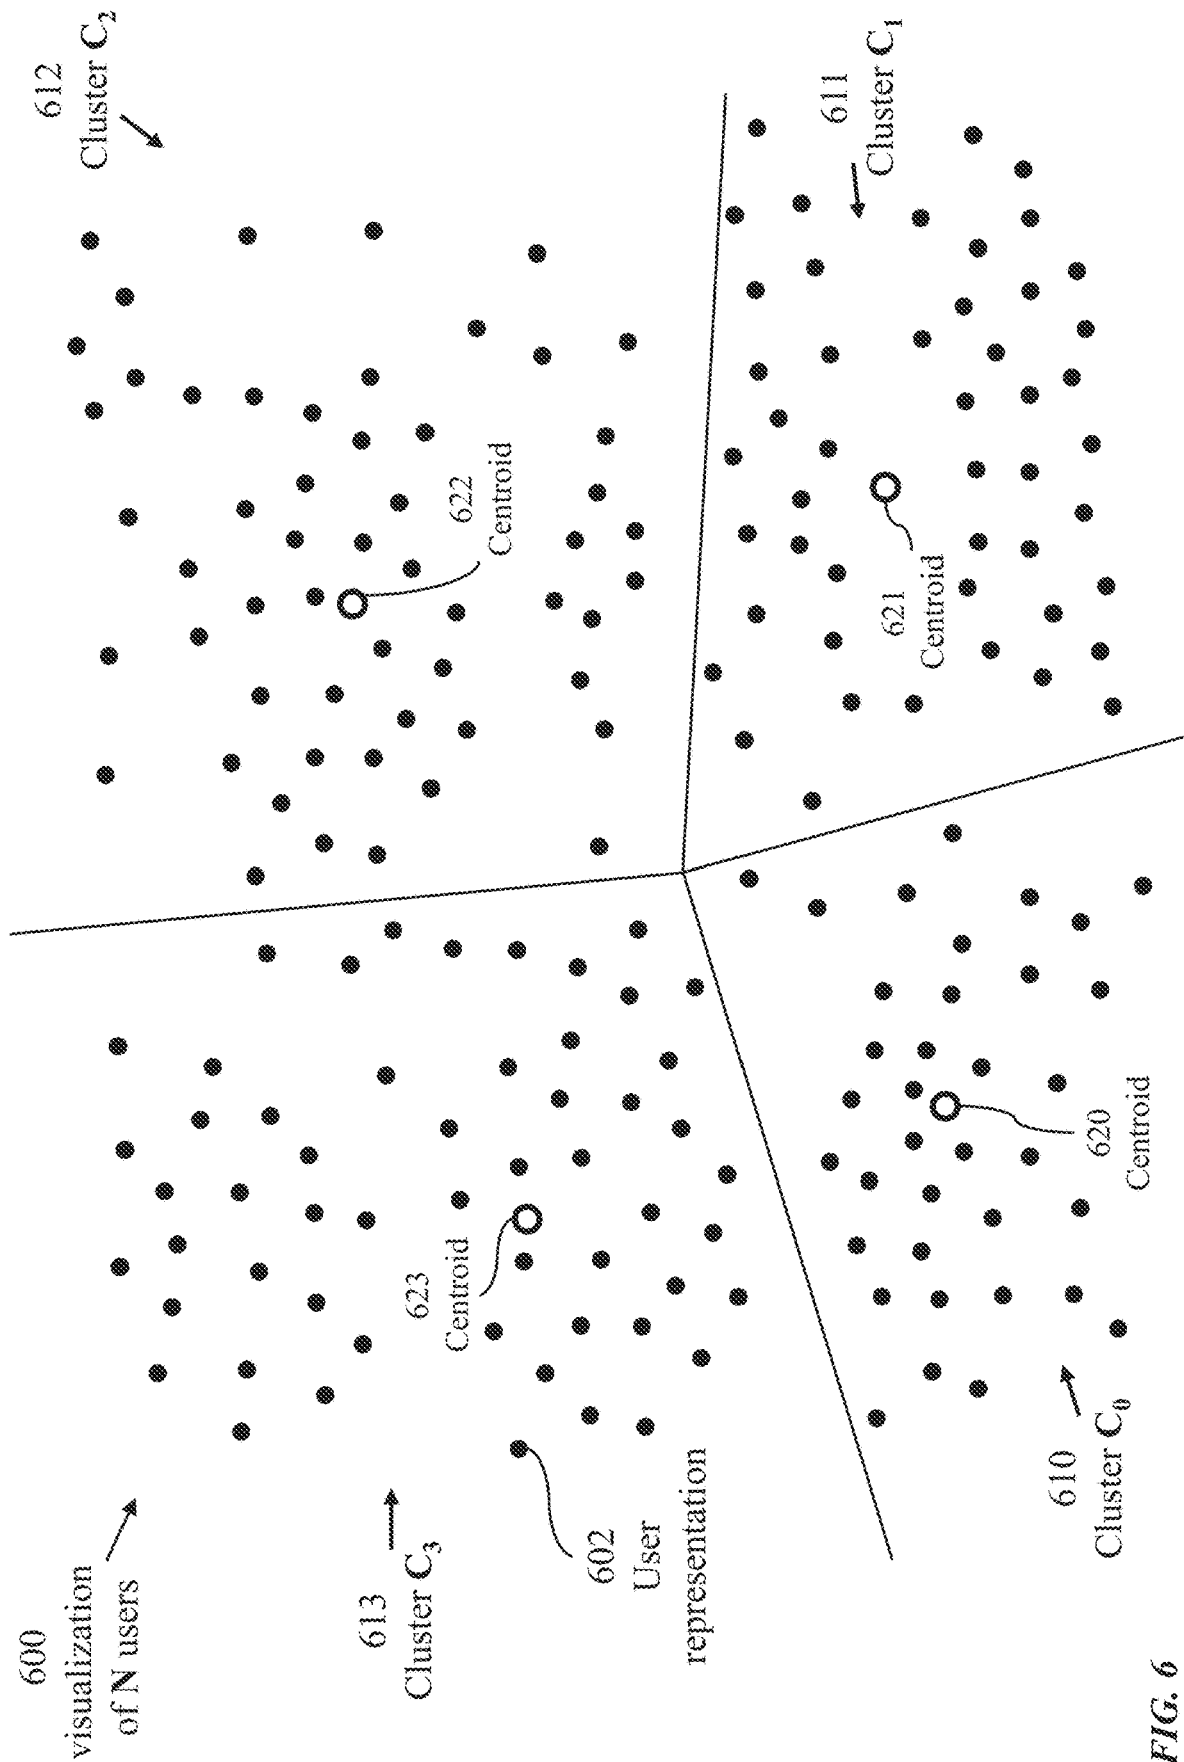 600
visualization
of N users
612
Cluster C2
613
Cluster C3
623
Centroid
622
Centroid
602
User
representation
611
Cluster C1
621
Centroid
620
Centroid
610
Cluster C0
FIG. 6